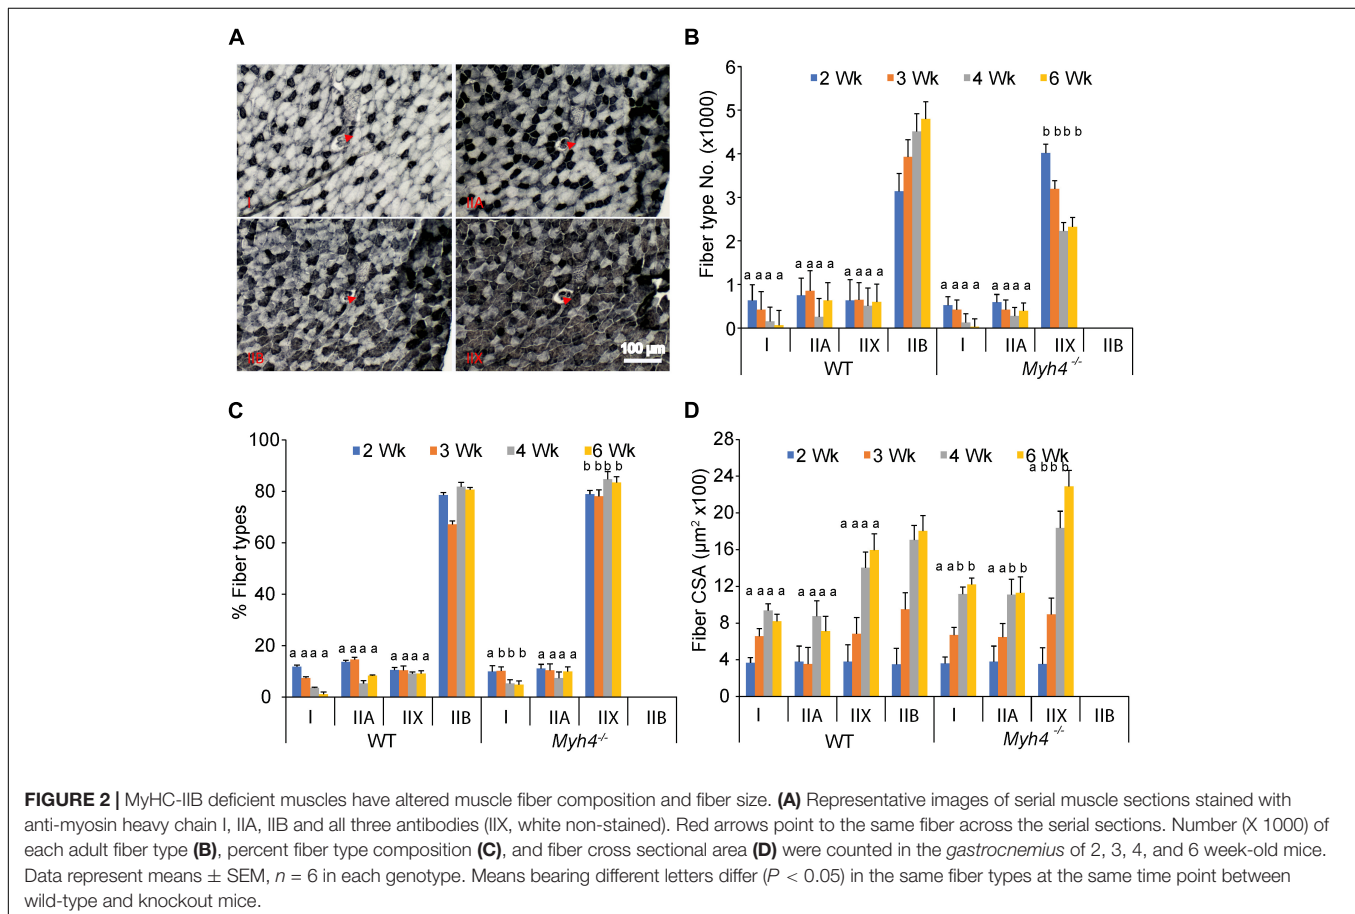 A
I
IIA
IIB
IIX
100 µm
B
2 Wk 3 Wk 4 Wk 6 Wk
Fiber type No. (x1000)
6
5
4
3
2
1
0
a a a a
a a a a
a a a a
a a a a
a a a a
b b b b
I IIA IIX IIB I IIA IIX IIB
WT Myh4-/-
C
2 Wk 3 Wk 4 Wk 6 Wk
% Fiber types
100
80
60
40
20
0
a a a a
a a a a
a a a a
a b b b
a a a a
b b b b
I IIA IIX IIB I IIA IIX IIB
WT Myh4-/-
D
2 Wk 3 Wk 4 Wk 6 Wk
Fiber CSA (µm² x100)
28
24
20
16
12
8
4
0
a a a a
a a a a
a a a a
a a b b
a a b b
a b b b
I IIA IIX IIB I IIA IIX IIB
WT Myh4 -/-
FIGURE 2 | MyHC-IIB deficient muscles have altered muscle fiber composition and fiber size. (A) Representative images of serial muscle sections stained with
anti-myosin heavy chain I, IIA, IIB and all three antibodies (IIX, white non-stained). Red arrows point to the same fiber across the serial sections. Number (X 1000) of
each adult fiber type (B), percent fiber type composition (C), and fiber cross sectional area (D) were counted in the gastrocnemius of 2, 3, 4, and 6 week-old mice.
Data represent means ± SEM, n = 6 in each genotype. Means bearing different letters differ (P < 0.05) in the same fiber types at the same time point between
wild-type and knockout mice.